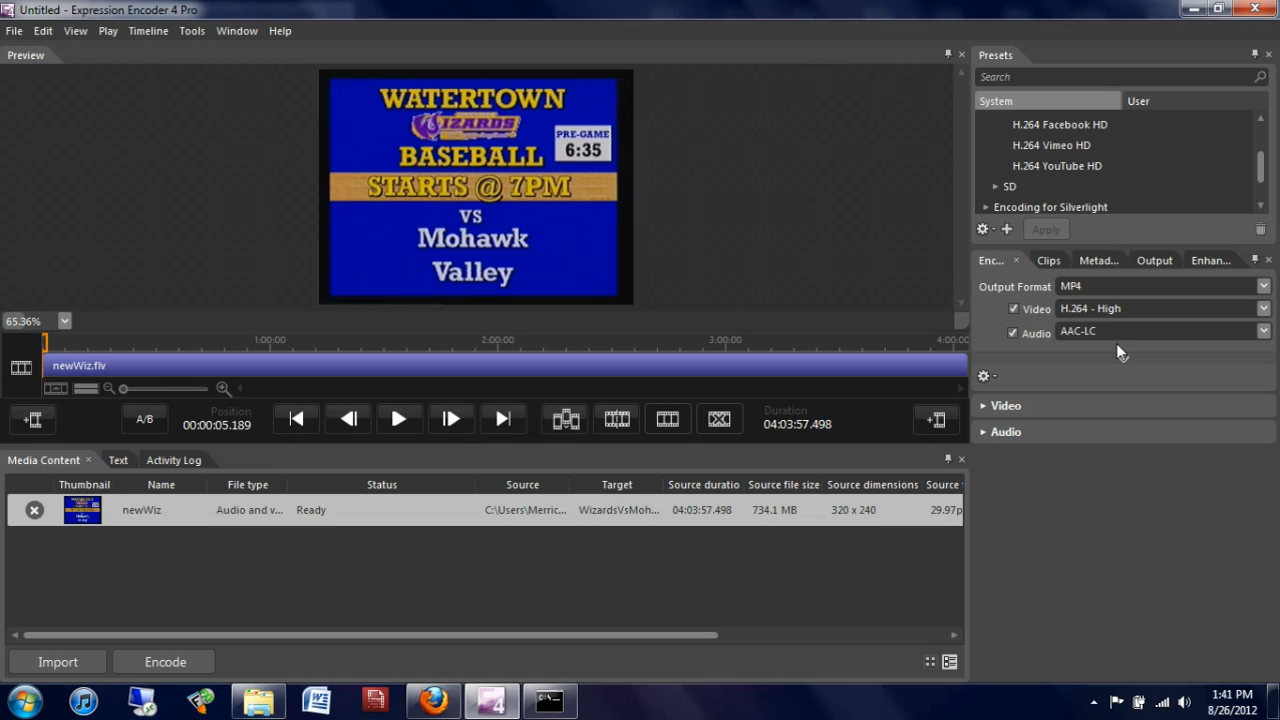 Untitled - Expression Encoder 4 Pro
File Edit View Play Timeline Tools Window Help
Preview
WATERTOWN
WIZARDS
BASEBALL
PRE-GAME
6:35
STARTS @ 7PM
vs
Mohawk
Valley
65.36%
1:00:00 2:00:00 3:00:00 4:00:00
newWiz.flv
A/B
Position
00:00:05.189
Duration
04:03:57.498
Media Content Text Activity Log
Thumbnail Name File type Status Source Target Source duratio Source file size Source dimensions Source
newWiz Audio and v... Ready C:\Users\Merric... WizardsVsMoh... 04:03:57.498 320 x 240 29.97p
Import Encode
Presets
Search
System User
H.264 Facebook HD
H.264 Vimeo HD
H.264 YouTube HD
SD
Encoding for Silverlight
Apply
Enc... Clips Metad... Output Enhan...
Output Format MP4
Video H.264 - High
Audio AAC-LC
Video
Audio
1:41 PM
8/26/2012